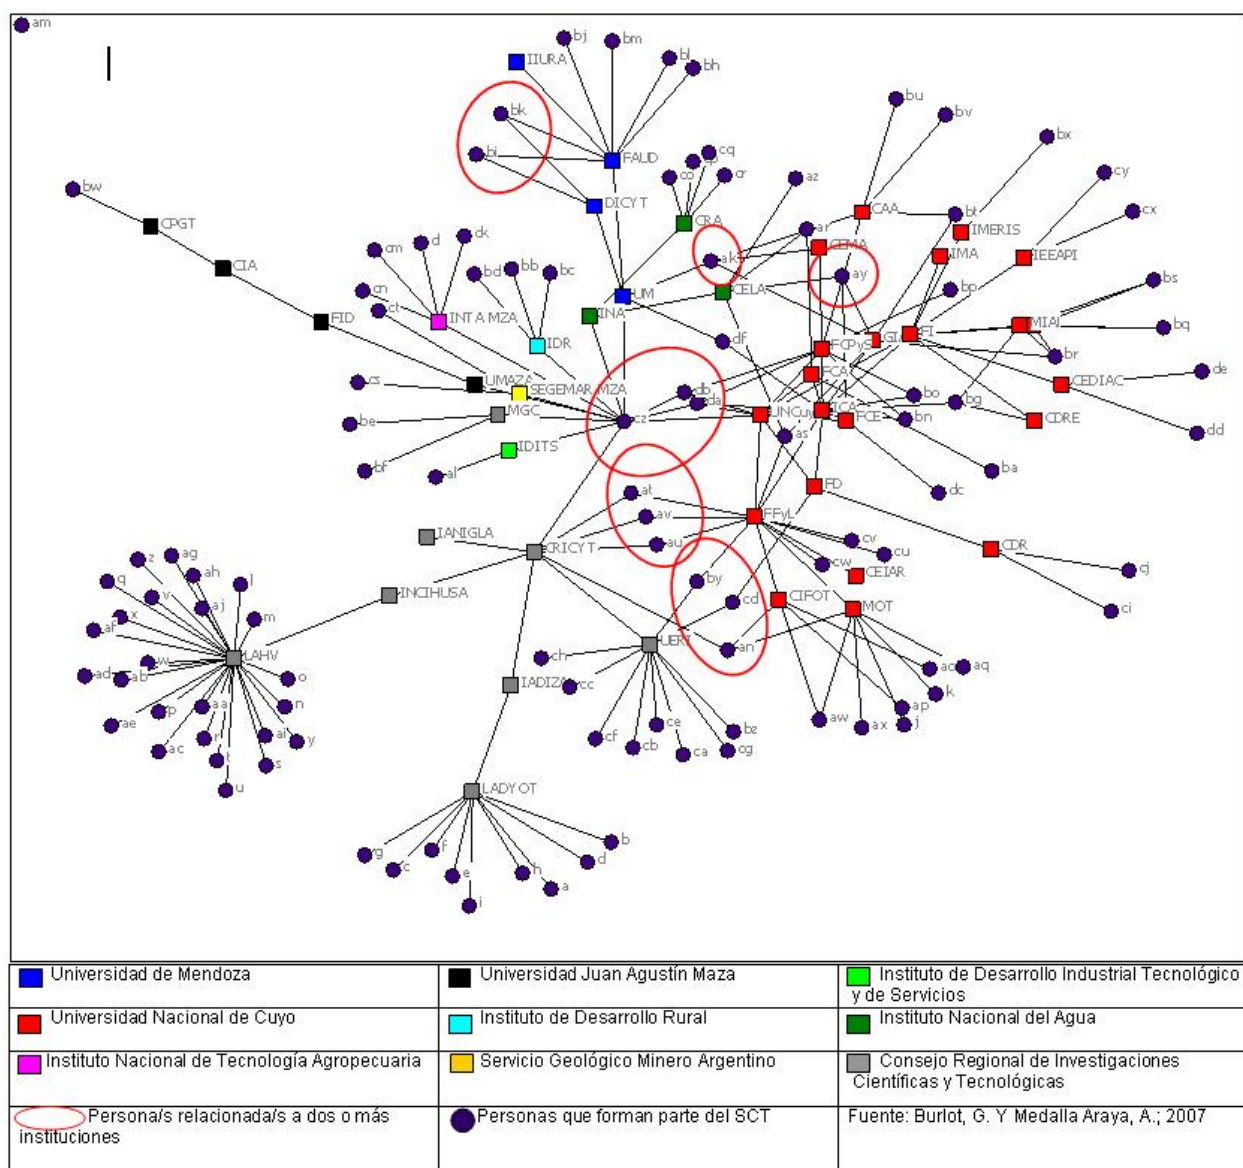 am
bj
bm
IIURA
bl
bh
bk
bi
FAUD
DICYT
bu
bv
bx
cy
cx
cq
cp
co
cr
az
CRA
CAA
bt
IMERIS
ar
CEMA
IMA
IEEAPI
bw
CPGT
CIA
FID
cm
d
ck
bd
bb
bc
cn
ct
INTA MZA
IDR
UM
INA
ak
CELA
ay
bp
bs
df
FCPyS
FI
MIAI
bq
br
UMAZA
SEGEMAR MZA
cs
MGC
be
bf
IDITS
al
db
da
cz
FCA
ICA
FCE
UNCuyo
as
bo
bn
bg
CEDIAC
de
CDRE
dd
ba
dc
at
av
au
FD
FFyL
IANIGLA
CRICYT
INCIHUSA
cv
cu
cw
CEIAR
CDR
cj
ci
by
cd
an
CIFOT
MOT
z
ag
q
ah
v
l
x
aj
m
af
w
LAHV
ad
ab
o
ae
p
aa
n
ac
r
ai
y
t
s
u
UERT
ch
cc
IADIZA
cf
cb
ce
ca
bz
cg
ao
aq
k
ap
j
aw
ax
LADYOT
g
c
f
e
i
h
a
d
b
Universidad de Mendoza
Universidad Juan Agustín Maza
Instituto de Desarrollo Industrial Tecnológico
y de Servicios
Universidad Nacional de Cuyo
Instituto de Desarrollo Rural
Instituto Nacional del Agua
Instituto Nacional de Tecnología Agropecuaria
Servicio Geológico Minero Argentino
Consejo Regional de Investigaciones
Científicas y Tecnológicas
Persona/s relacionada/s a dos o más
instituciones
Personas que forman parte del SCT
Fuente: Burlot, G. Y Medalla Araya, A.; 2007